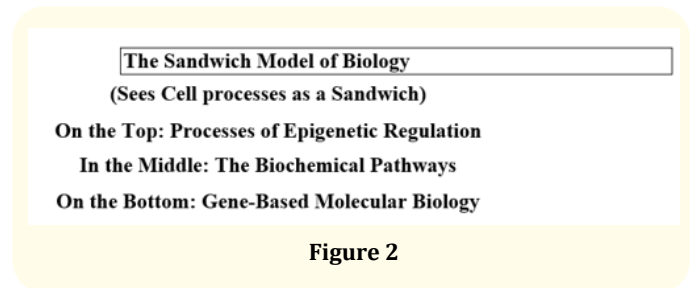 The Sandwich Model of Biology
(Sees Cell processes as a Sandwich)
On the Top: Processes of Epigenetic Regulation
In the Middle: The Biochemical Pathways
On the Bottom: Gene-Based Molecular Biology
Figure 2